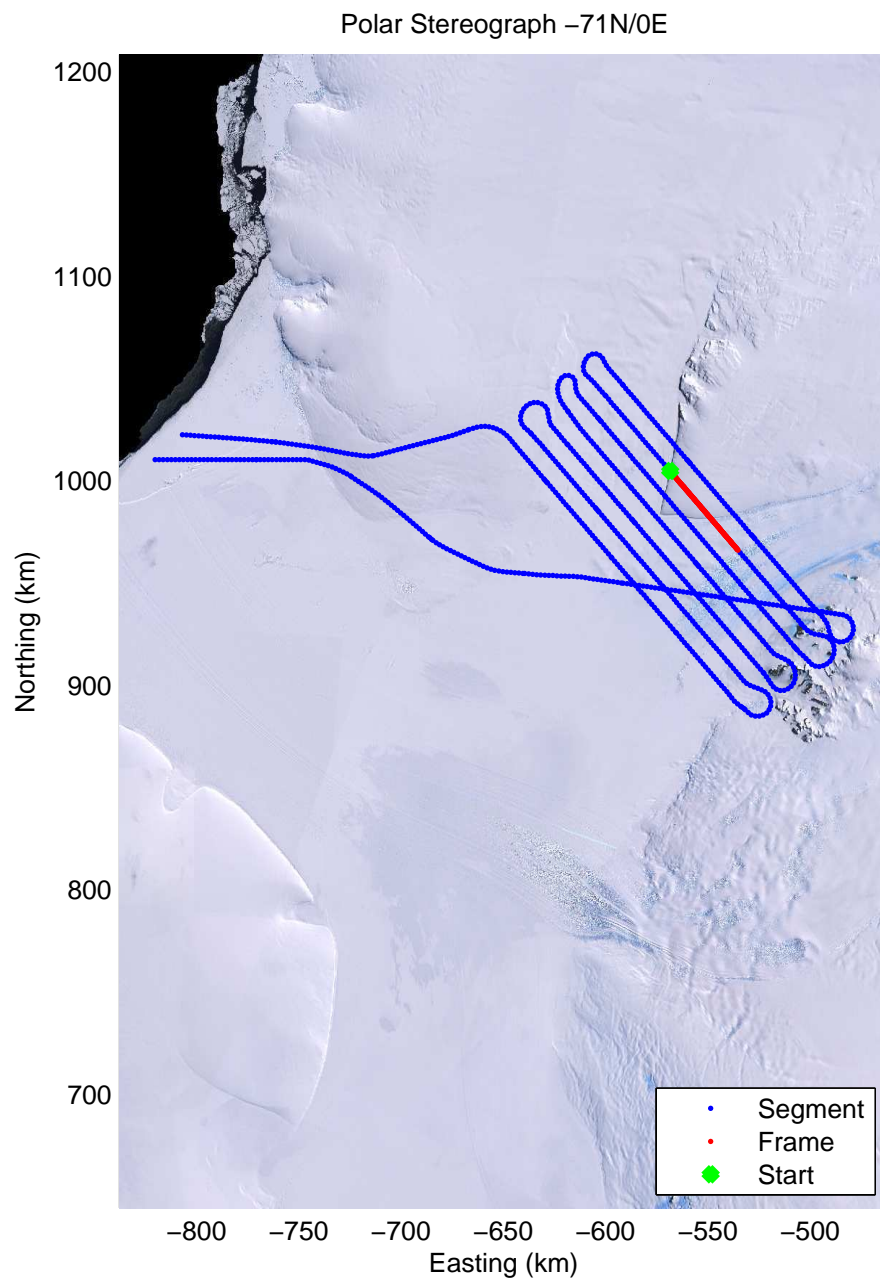 Polar Stereograph −71N/0E
1200
1100
1000
900
800
700
Northing (km)
−800
−750
−700
−650
−600
−550
−500
Easting (km)
Segment
Frame
Start